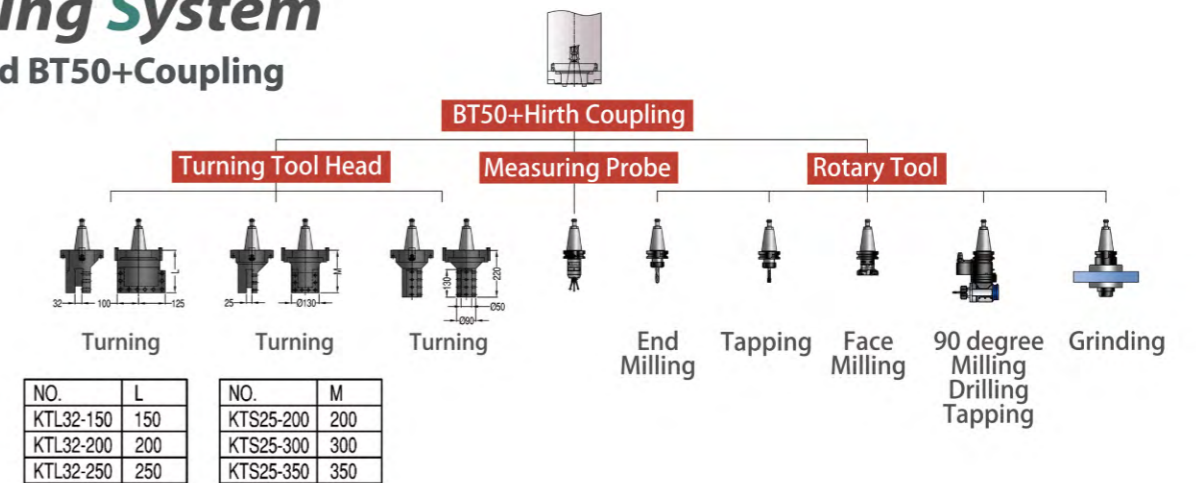 ing System
d BT50+Coupling
BT50+Hirth Coupling
Turning Tool Head
Measuring Probe
Rotary Tool
32
100
L
125
25
Ø130
M
130
220
Ø50
Ø90
Turning
Turning
Turning
End
Milling
Tapping
Face
Milling
90 degree
Milling
Drilling
Tapping
Grinding
NO. L
KTL32-150 150
KTL32-200 200
KTL32-250 250
NO. M
KTS25-200 200
KTS25-300 300
KTS25-350 350